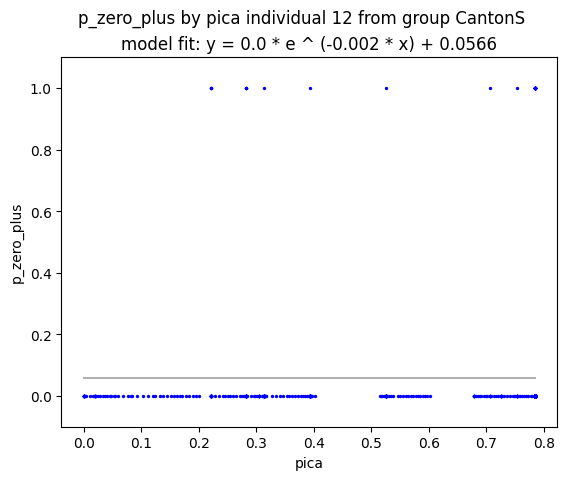 p_zero_plus by pica individual 12 from group CantonS
model fit: y = 0.0 * e ^ (-0.002 * x) + 0.0566
1.0
0.8
0.6
0.4
0.2
0.0
p_zero_plus
0.0 0.1 0.2 0.3 0.4 0.5 0.6 0.7 0.8
pica